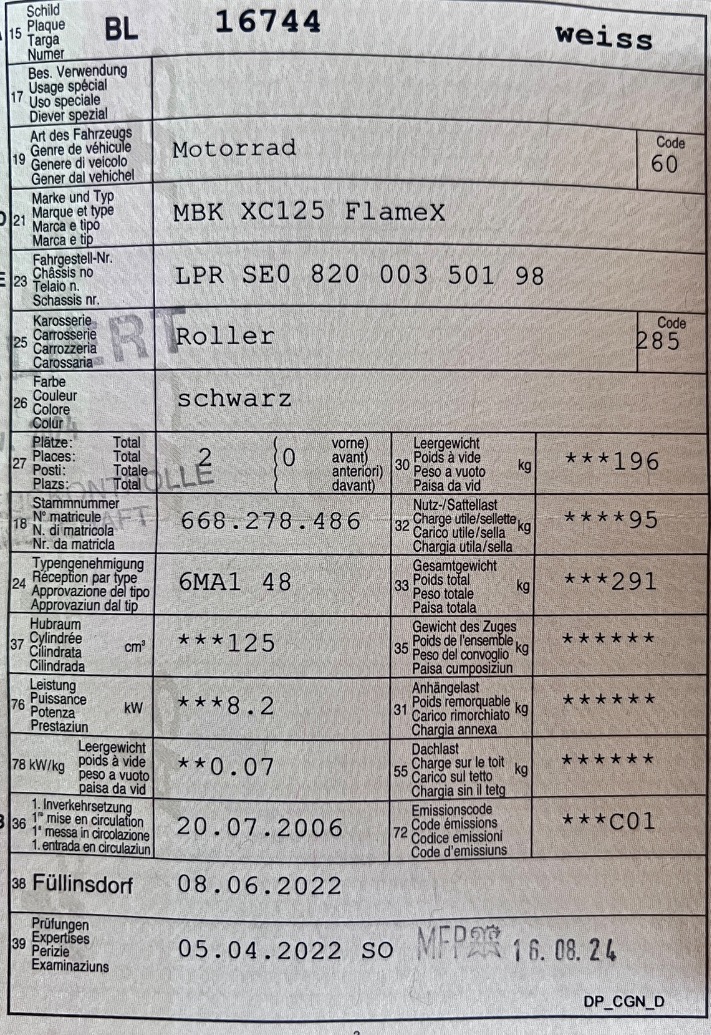 15 Schild Plaque Targa Numer BL 16744 weiss
17 Bes. Verwendung Usage spécial Uso speciale Diever spezial
19 Art des Fahrzeugs Genre de véhicule Genere di veicolo Gener dal vehichel Motorrad Code 60
21 Marke und Typ Marque et type Marca e tipo Marca e tip MBK XC125 FlameX
23 Fahrgestell-Nr. Châssis no Telaio n. Schassis nr. LPR SE0 820 003 501 98
25 Karosserie Carrosserie Carrozzeria Carossaria Roller Code 285
26 Farbe Couleur Colore Colur schwarz
27 Plätze: Total Places: Total Posti: Totale Plazs: Total 2 (0 vorne) avant) anteriori) davant)
30 Leergewicht Poids à vide Peso a vuoto Paisa da vid kg ***196
18 Stammnummer N° matricule N. di matricola Nr. da matricla 668.278.486
32 Nutz-/Sattellast Charge utile/sellette Carico utile/sella Chargia utila/sella kg ****95
24 Typengenehmigung Réception par type Approvazione del tipo Approvaziun dal tip 6MA1 48
33 Gesamtgewicht Poids total Peso totale Paisa totala kg ***291
37 Hubraum Cylindrée Cilindrata Cilindrada cm³ ***125
35 Gewicht des Zuges Poids de l'ensemble Peso del convoglio Paisa cumposiziun kg ******
76 Leistung Puissance Potenza Prestaziun kW ***8.2
31 Anhängelast Poids remorquable Carico rimorchiato Chargia annexa kg ******
78 kW/kg Leergewicht poids à vide peso a vuoto paisa da vid **0.07
55 Dachlast Charge sur le toit Carico sul tetto Chargia sin il tetg kg ******
36 1. Inverkehrsetzung 1re mise en circulation 1a messa in circolazione 1. entrada en circulaziun 20.07.2006
72 Emissionscode Code émissions Codice emissioni Code d'emissiuns ***C01
38 Füllinsdorf 08.06.2022
39 Prüfungen Expertises Perizie Examinaziuns 05.04.2022 SO MFP 16.08.24
DP_CGN_D